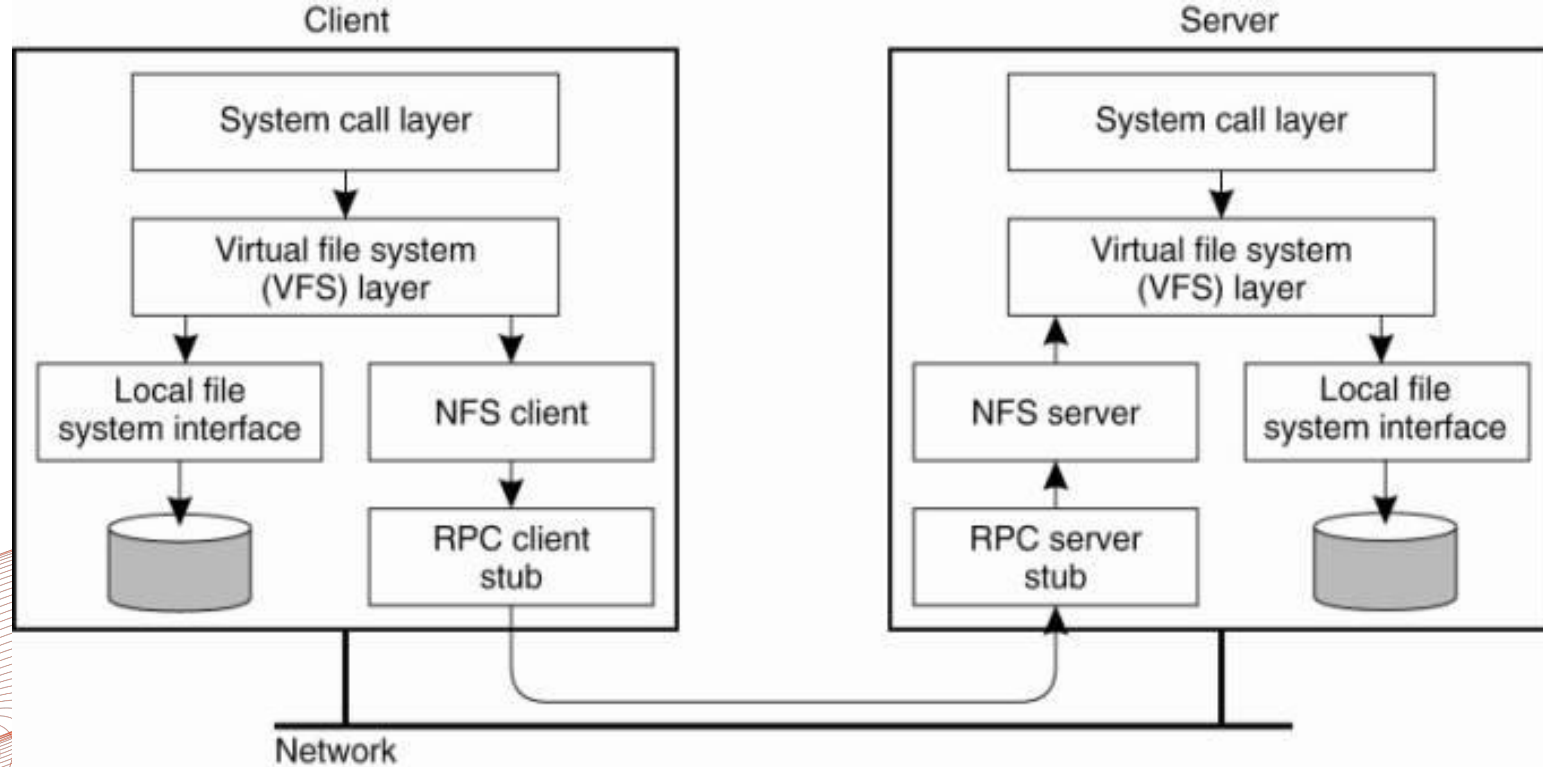 Client
System call layer
Virtual file system
(VFS) layer
Local file
system interface
NFS client
RPC client
stub
Server
System call layer
Virtual file system
(VFS) layer
NFS server
Local file
system interface
RPC server
stub
Network